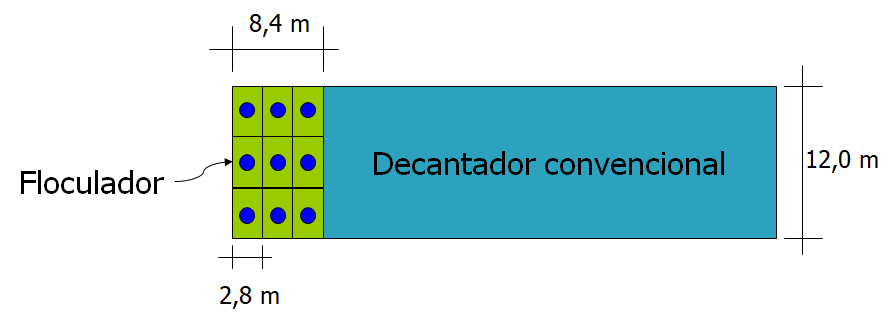 8,4 m
Decantador convencional
12,0 m
Floculador
2,8 m